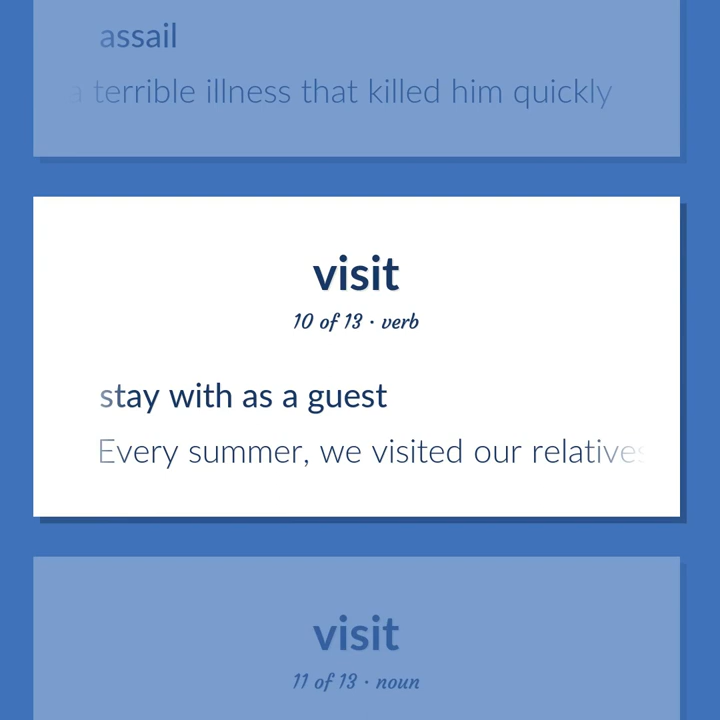 assail
a terrible illness that killed him quickly
visit
10 of 13 · verb
stay with as a guest
Every summer, we visited our relatives
visit
11 of 13 · noun